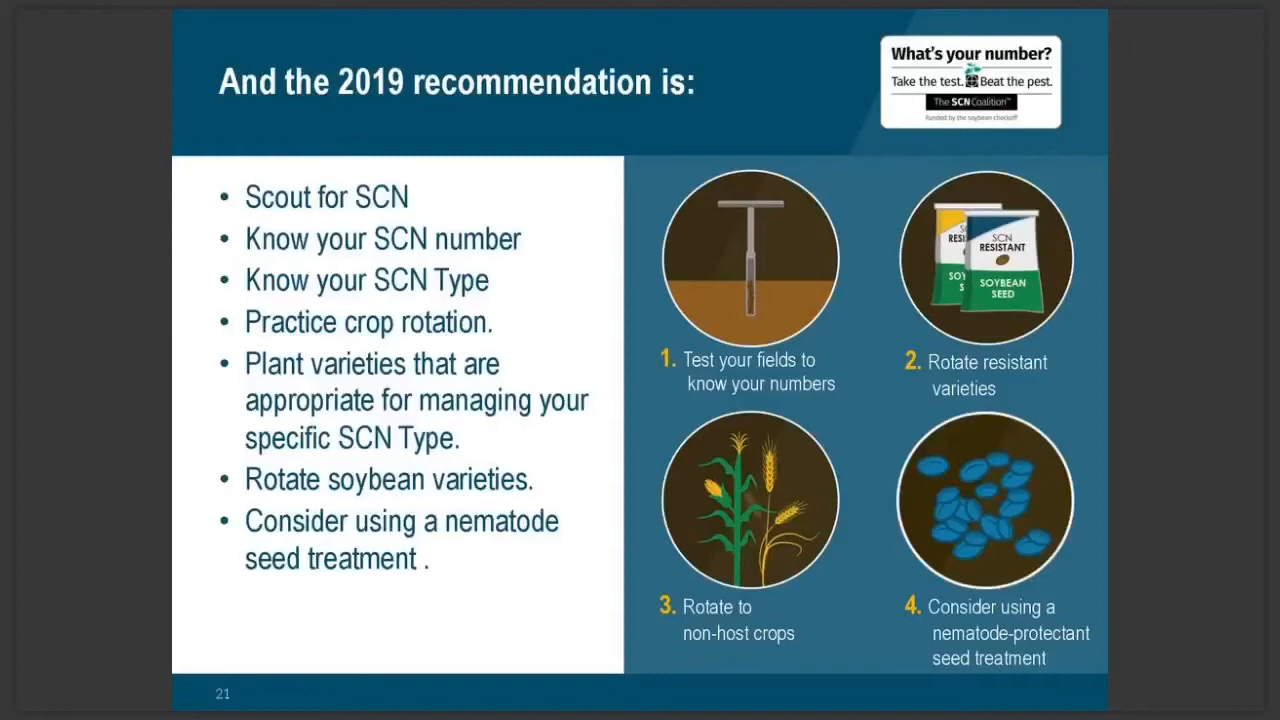 And the 2019 recommendation is:
What's your number?
Take the test. Beat the pest.
The SCN Coalition™
Funded by the soybean checkoff
• Scout for SCN
• Know your SCN number
• Know your SCN Type
• Practice crop rotation.
• Plant varieties that are
appropriate for managing your
specific SCN Type.
• Rotate soybean varieties.
• Consider using a nematode
seed treatment .
SCN
RESISTANT
SOYBEAN
SEED
1. Test your fields to
know your numbers
2. Rotate resistant
varieties
3. Rotate to
non-host crops
4. Consider using a
nematode-protectant
seed treatment
21